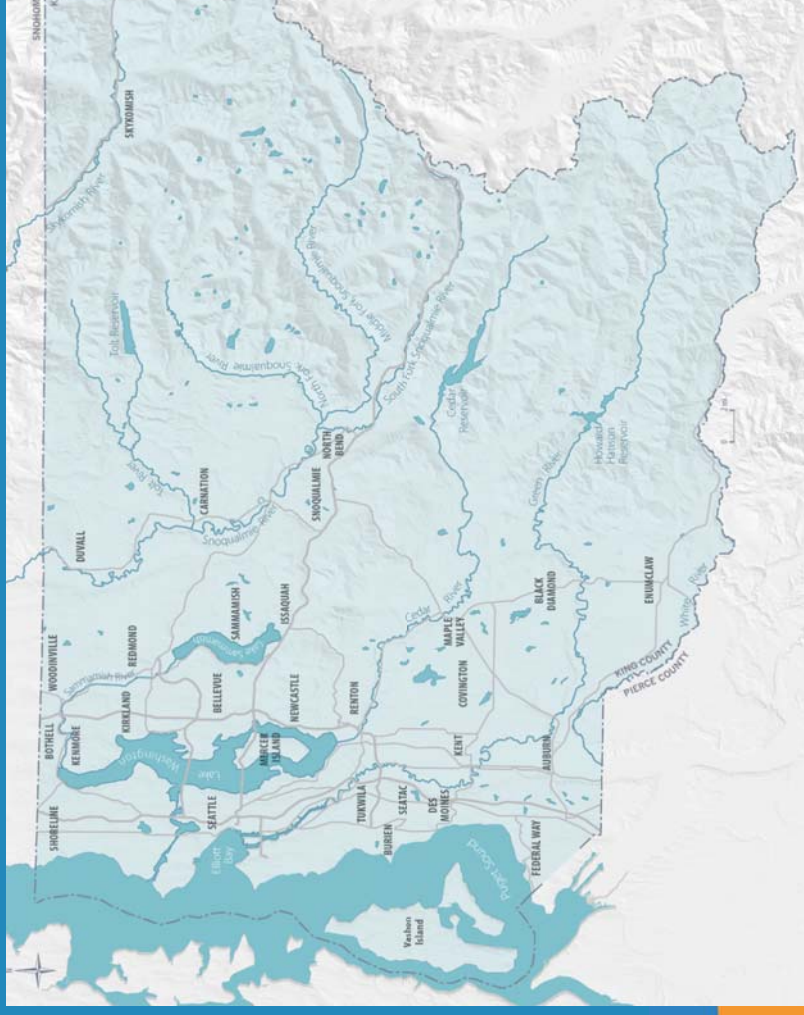 SNOHOM
K
SKYKOMISH
Skykomish River
Tolt Reservoir
DUVALL
Tolt River
CARNATION
Snoqualmie River
North Fork Snoqualmie River
Middle Fork Snoqualmie River
South Fork Snoqualmie River
NORTH
BEND
SNOQUALMIE
WOODINVILLE
BOTHELL
KENMORE
SHORELINE
Sammamish River
REDMOND
KIRKLAND
Lake
Washington
Lake Sammamish
SAMMAMISH
BELLEVUE
ISSAQUAH
SEATTLE
Elliott
Bay
MERCER
ISLAND
NEWCASTLE
RENTON
Cedar River
Cedar
Reservoir
TUKWILA
BURIEN
SEATAC
DES
MOINES
KENT
MAPLE
VALLEY
COVINGTON
BLACK
DIAMOND
Green River
Howard
Hanson
Reservoir
Vashon
Island
Puget Sound
FEDERAL WAY
AUBURN
ENUMCLAW
White River
KING COUNTY
PIERCE COUNTY